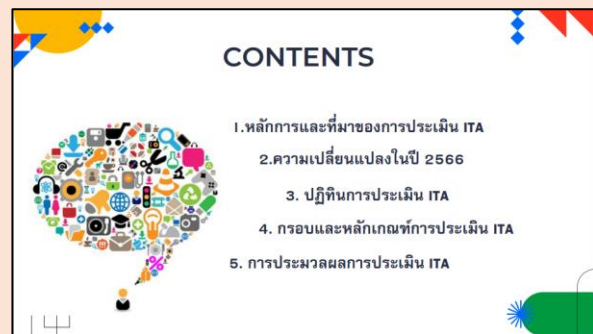 CONTENTS
1.หลักการและที่มาของการประเมิน ITA
2.ความเปลี่ยนแปลงในปี 2566
3. ปฏิทินการประเมิน ITA
4. กรอบและหลักเกณฑ์การประเมิน ITA
5. การประมวลผลการประเมิน ITA